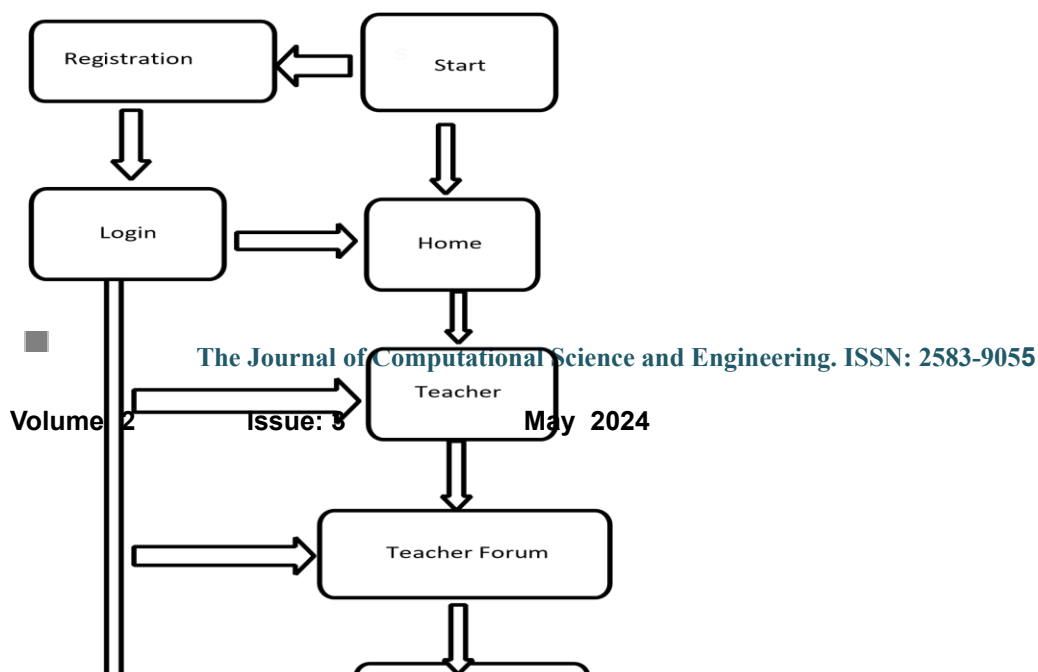 Registration
Start
Login
Home
The Journal of Computational Science and Engineering. ISSN: 2583-9055
Teacher
Volume 2 Issue: 3 May 2024
Teacher Forum